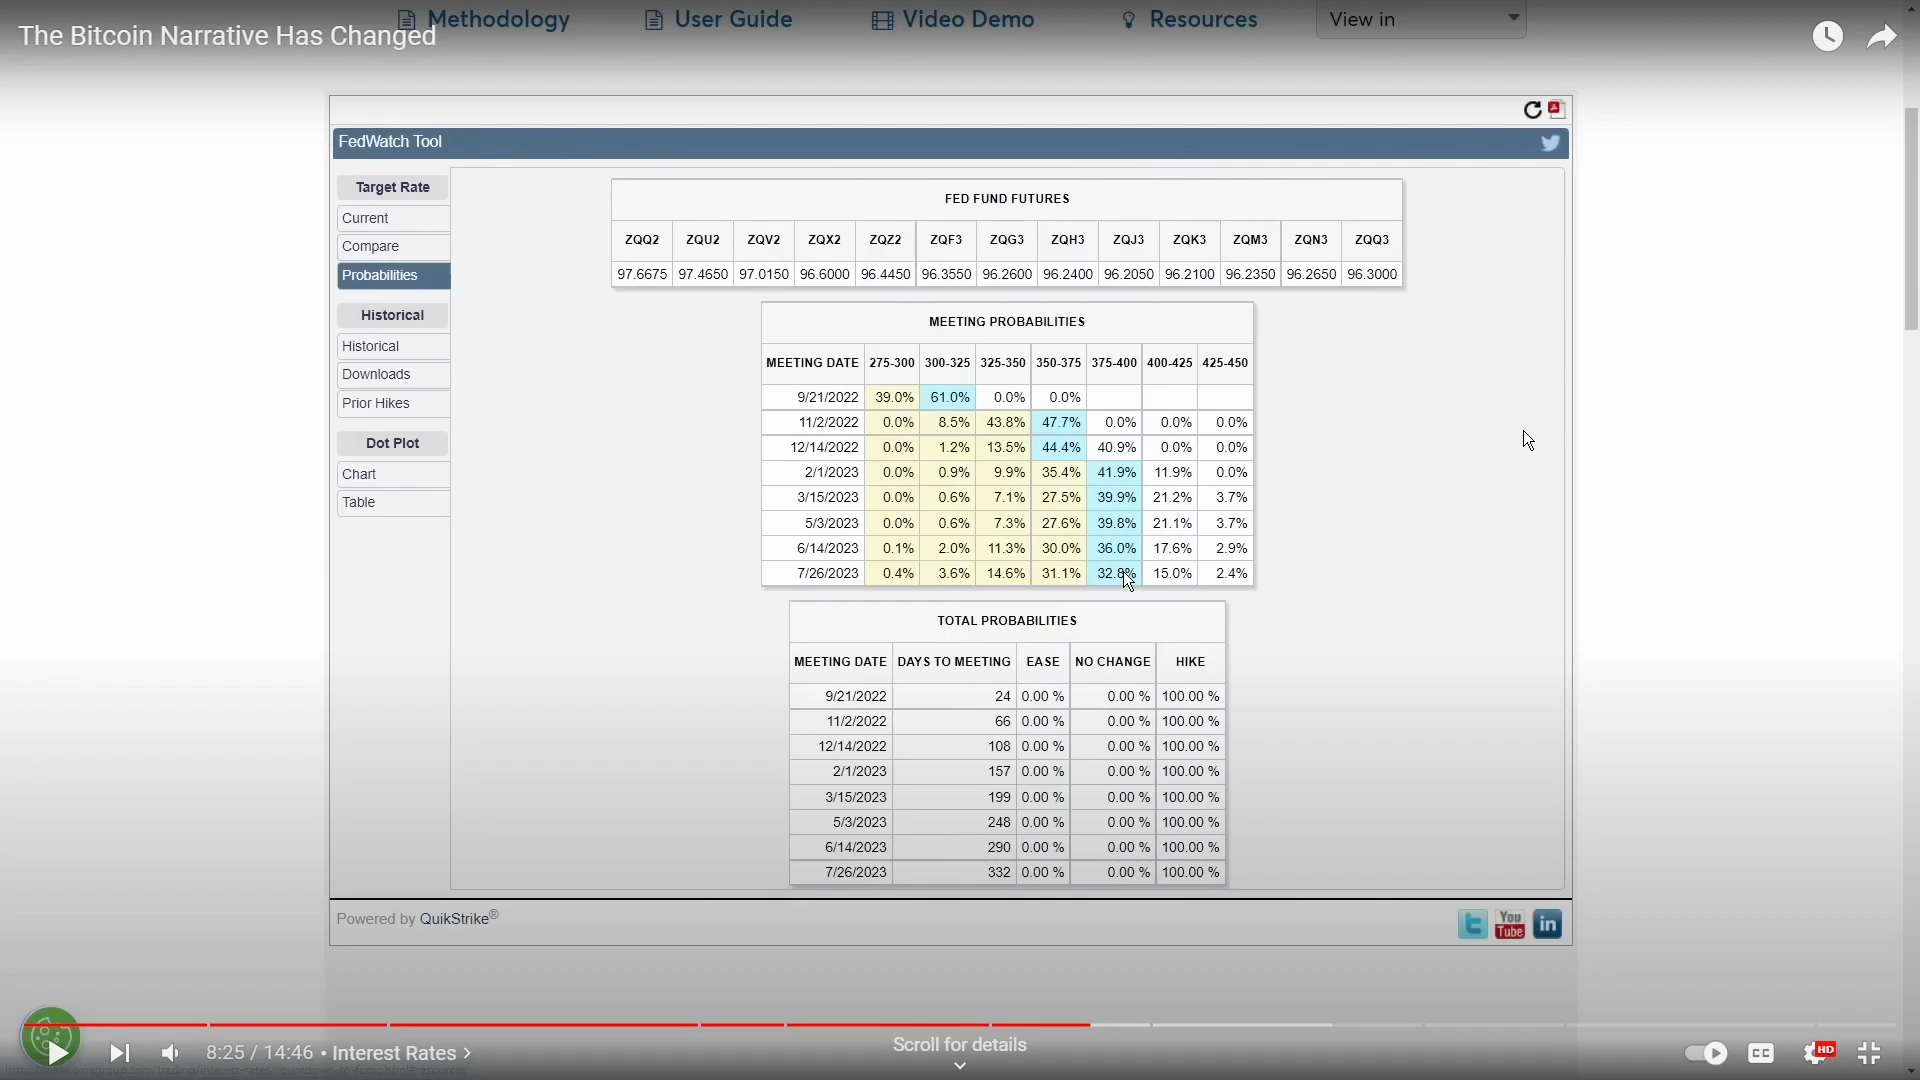 Methodology User Guide Video Demo Resources View in
The Bitcoin Narrative Has Changed
FedWatch Tool
Target Rate
Current
Compare
Probabilities
Historical
Historical
Downloads
Prior Hikes
Dot Plot
Chart
Table
FED FUND FUTURES
ZQQ2 ZQU2 ZQV2 ZQX2 ZQZ2 ZQF3 ZQG3 ZQH3 ZQJ3 ZQK3 ZQM3 ZQN3 ZQQ3
97.6675 97.4650 97.0150 96.6000 96.4450 96.3550 96.2600 96.2400 96.2050 96.2100 96.2350 96.2650 96.3000
MEETING PROBABILITIES
MEETING DATE 275-300 300-325 325-350 350-375 375-400 400-425 425-450
9/21/2022 39.0% 61.0% 0.0% 0.0%
11/2/2022 0.0% 8.5% 43.8% 47.7% 0.0% 0.0% 0.0%
12/14/2022 0.0% 1.2% 13.5% 44.4% 40.9% 0.0% 0.0%
2/1/2023 0.0% 0.9% 9.9% 35.4% 41.9% 11.9% 0.0%
3/15/2023 0.0% 0.6% 7.1% 27.5% 39.9% 21.2% 3.7%
5/3/2023 0.0% 0.6% 7.3% 27.6% 39.8% 21.1% 3.7%
6/14/2023 0.1% 2.0% 11.3% 30.0% 36.0% 17.6% 2.9%
7/26/2023 0.4% 3.6% 14.6% 31.1% 32.8% 15.0% 2.4%
TOTAL PROBABILITIES
MEETING DATE DAYS TO MEETING EASE NO CHANGE HIKE
9/21/2022 24 0.00 % 0.00 % 100.00 %
11/2/2022 66 0.00 % 0.00 % 100.00 %
12/14/2022 108 0.00 % 0.00 % 100.00 %
2/1/2023 157 0.00 % 0.00 % 100.00 %
3/15/2023 199 0.00 % 0.00 % 100.00 %
5/3/2023 248 0.00 % 0.00 % 100.00 %
6/14/2023 290 0.00 % 0.00 % 100.00 %
7/26/2023 332 0.00 % 0.00 % 100.00 %
Powered by QuikStrike®
You Tube in
Scroll for details
8:25 / 14:46 • Interest Rates >
CC HD